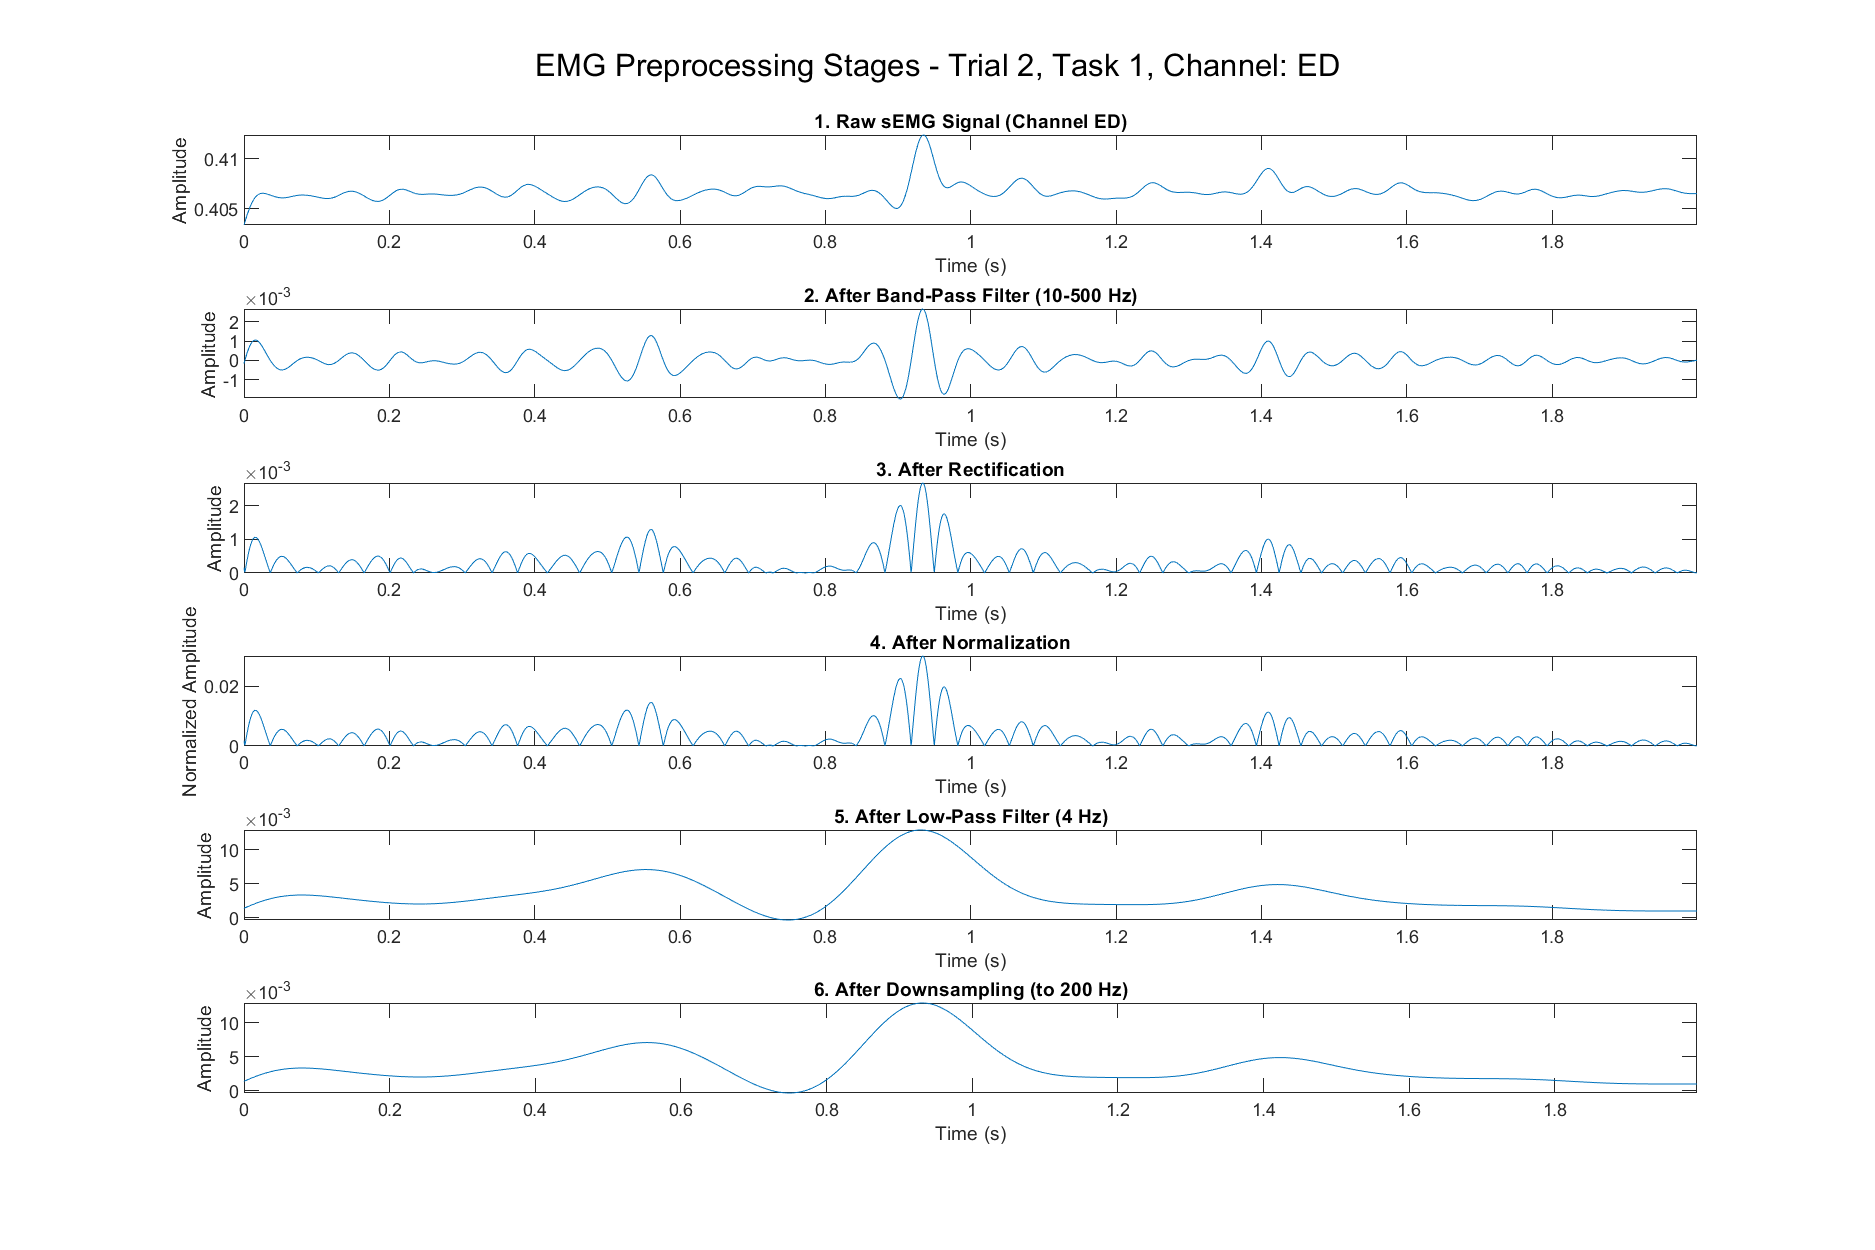 EMG Preprocessing Stages - Trial 2, Task 1, Channel: ED
1. Raw sEMG Signal (Channel ED)
Amplitude
0.41
0.405
0 0.2 0.4 0.6 0.8 1 1.2 1.4 1.6 1.8
Time (s)
×10-3
2. After Band-Pass Filter (10-500 Hz)
Amplitude
2
1
0
-1
0 0.2 0.4 0.6 0.8 1 1.2 1.4 1.6 1.8
Time (s)
×10-3
3. After Rectification
Amplitude
2
1
0
0 0.2 0.4 0.6 0.8 1 1.2 1.4 1.6 1.8
Time (s)
4. After Normalization
Normalized Amplitude
0.02
0
0 0.2 0.4 0.6 0.8 1 1.2 1.4 1.6 1.8
Time (s)
×10-3
5. After Low-Pass Filter (4 Hz)
Amplitude
10
5
0
0 0.2 0.4 0.6 0.8 1 1.2 1.4 1.6 1.8
Time (s)
×10-3
6. After Downsampling (to 200 Hz)
Amplitude
10
5
0
0 0.2 0.4 0.6 0.8 1 1.2 1.4 1.6 1.8
Time (s)